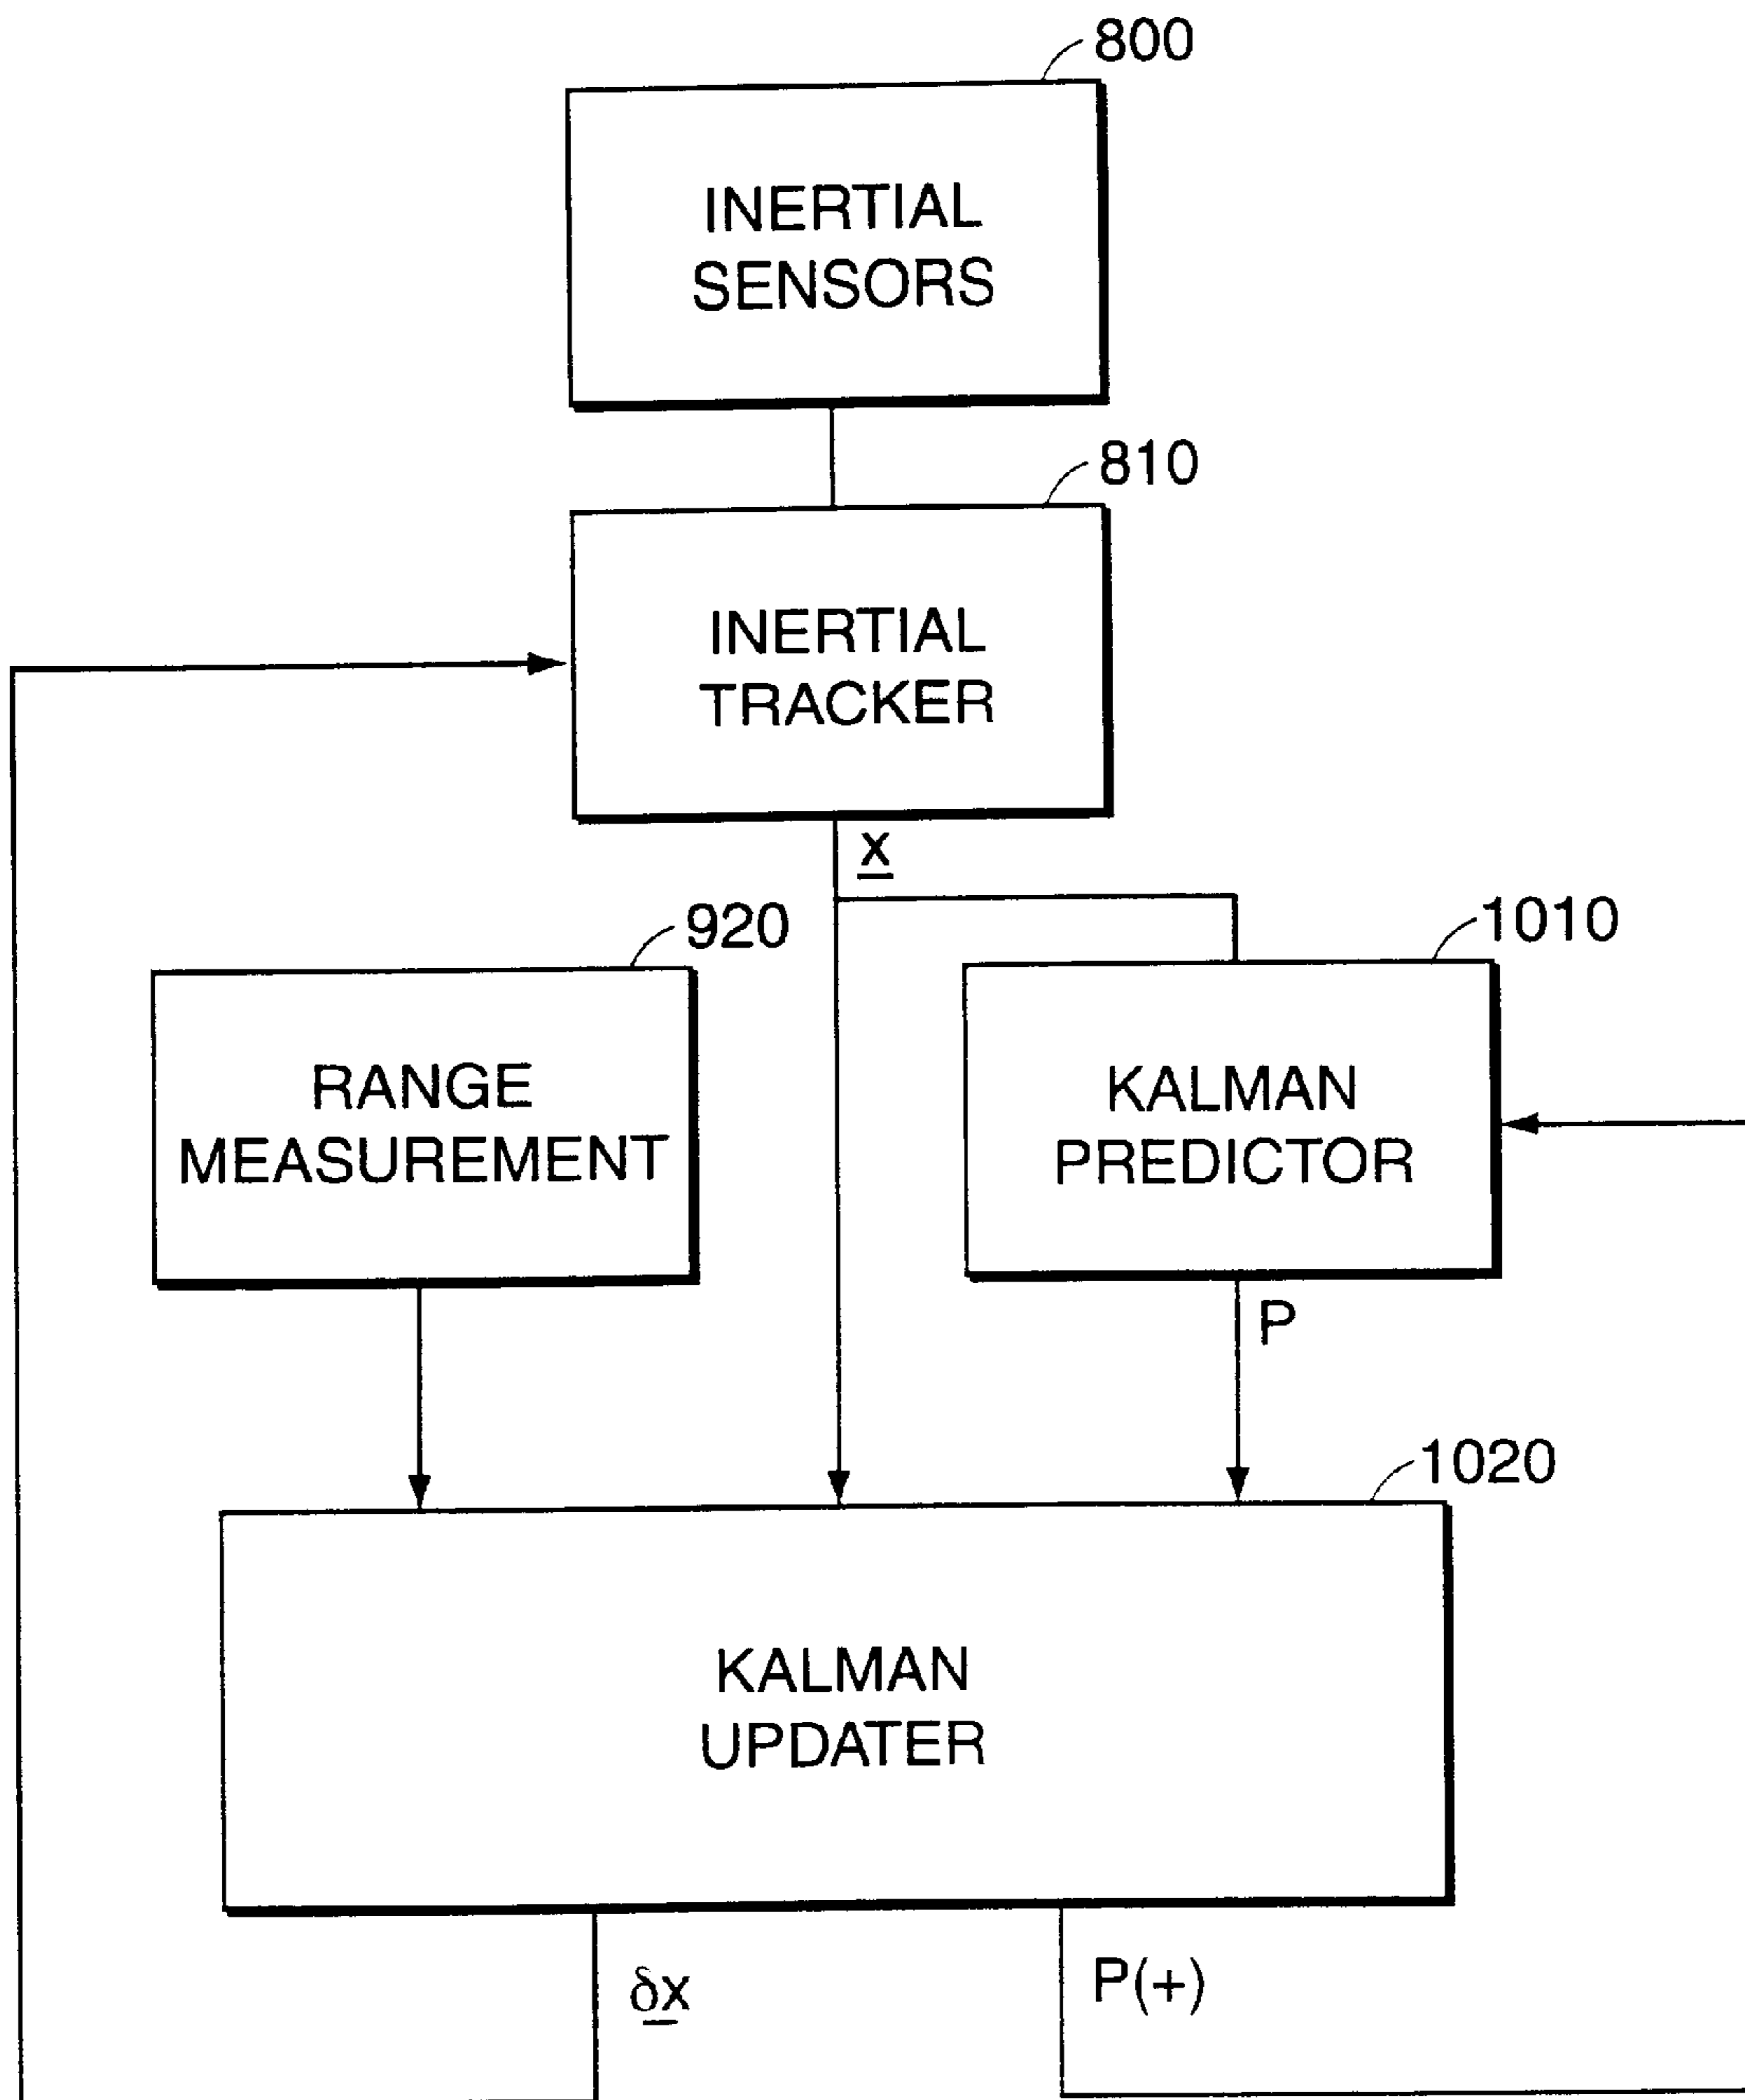 800
INERTIAL
SENSORS
810
INERTIAL
TRACKER
x
920
RANGE
MEASUREMENT
1010
KALMAN
PREDICTOR
P
1020
KALMAN
UPDATER
δx
P(+)